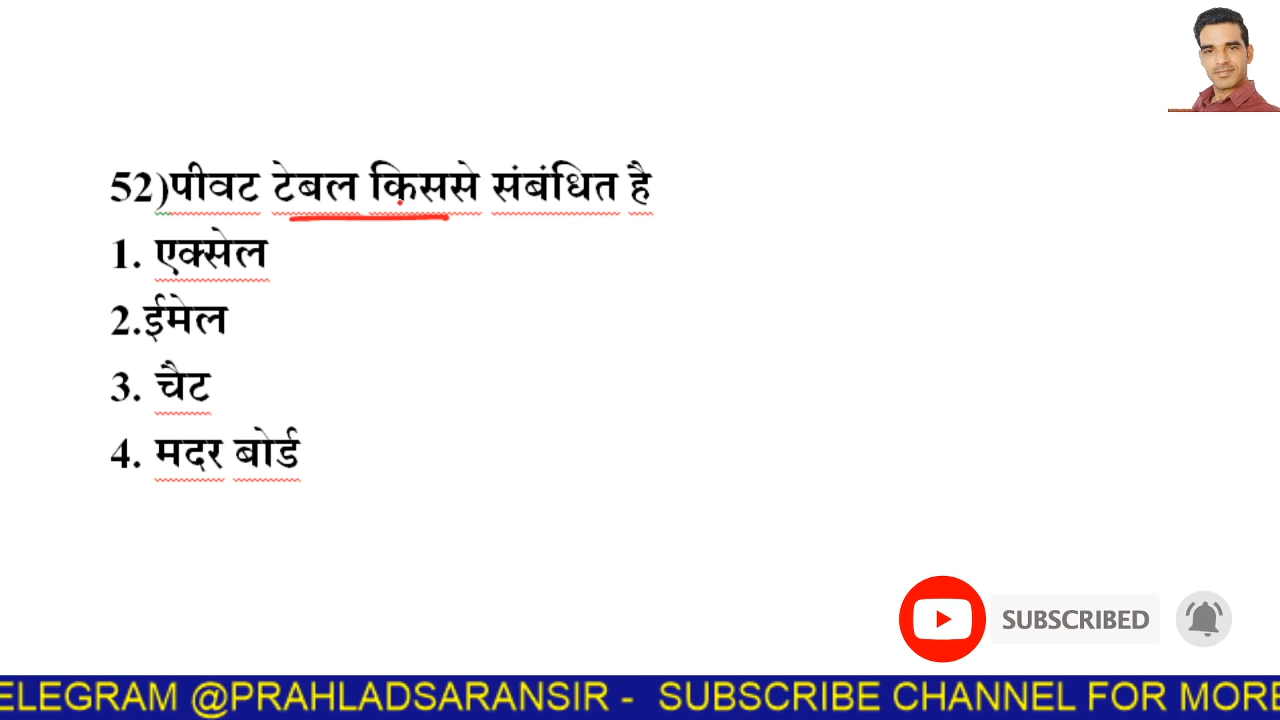 52)पीवट टेबल किससे संबंधित है
1. एक्सेल
2.ईमेल
3. चैट
4. मदर बोर्ड
SUBSCRIBED
ELEGRAM @PRAHLADSARANSIR - SUBSCRIBE CHANNEL FOR MORE